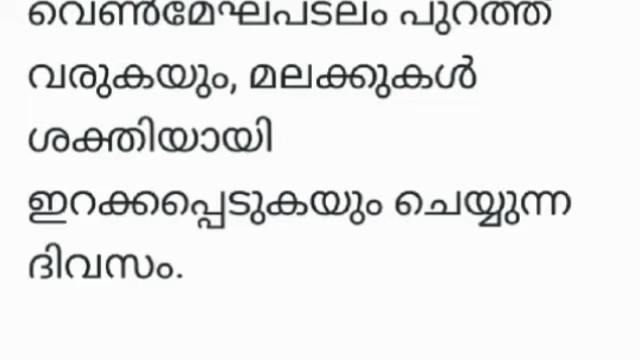 വെൺമേഘപടലം പുറത്ത്
വരുകയും, മലക്കുകൾ
ശക്തിയായി
ഇറക്കപ്പെടുകയും ചെയ്യുന്ന
ദിവസം.